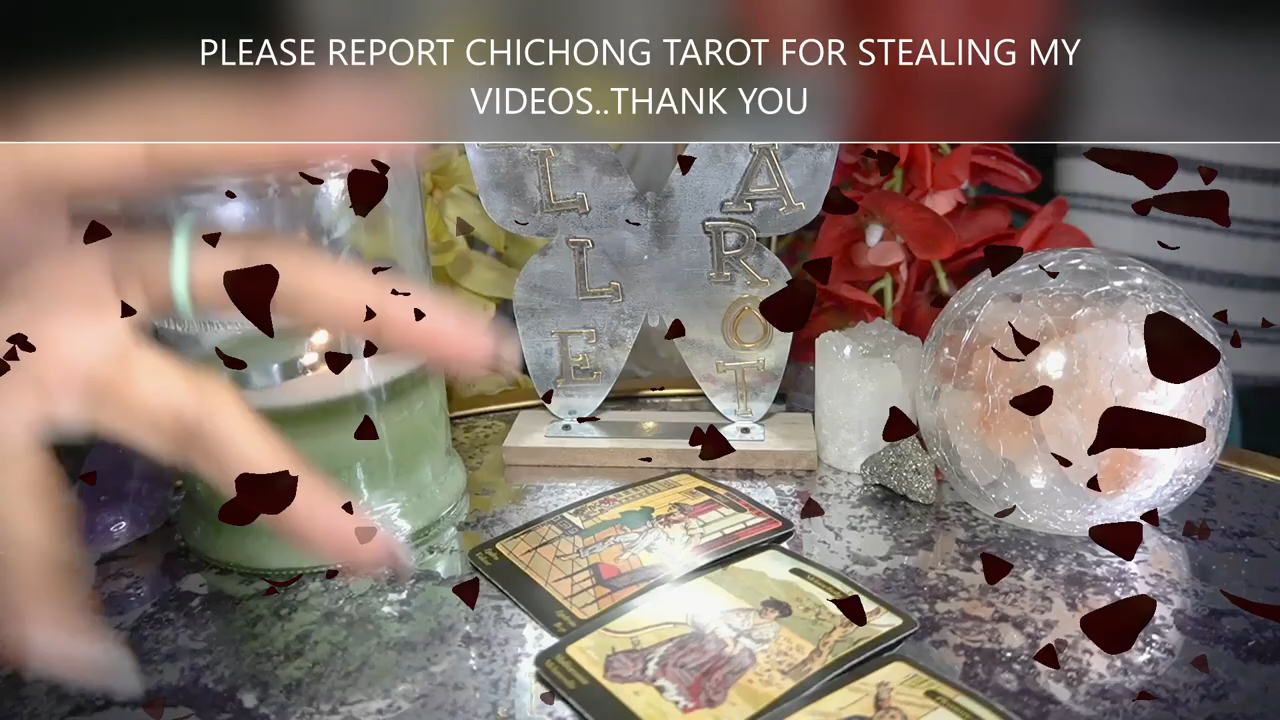 PLEASE REPORT CHICHONG TAROT FOR STEALING MY
VIDEOS..THANK YOU
L A
L R
E O
T